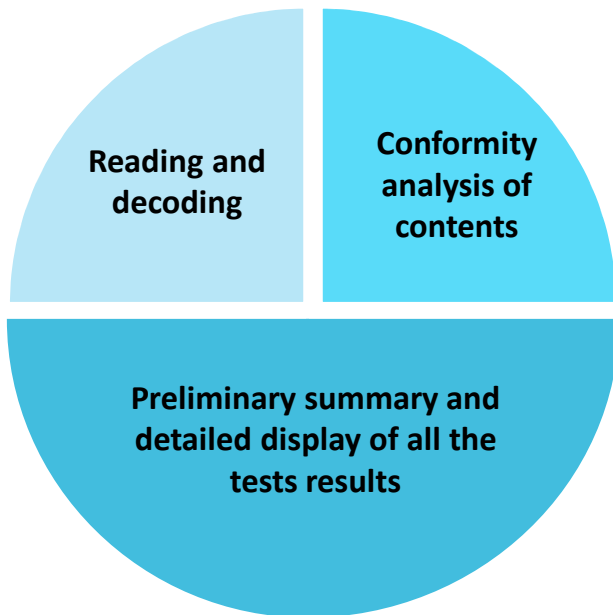 Reading and
decoding
Conformity
analysis of
contents
Preliminary summary and
detailed display of all the
tests results